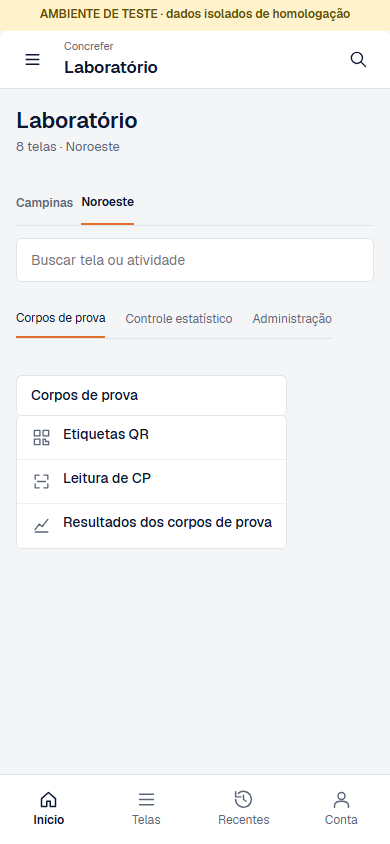 AMBIENTE DE TESTE · dados isolados de homologação
Concrefer
Laboratório
Laboratório
8 telas · Noroeste
Campinas Noroeste
Buscar tela ou atividade
Corpos de prova Controle estatístico Administração
Corpos de prova
Etiquetas QR
Leitura de CP
Resultados dos corpos de prova
Início Telas Recentes Conta